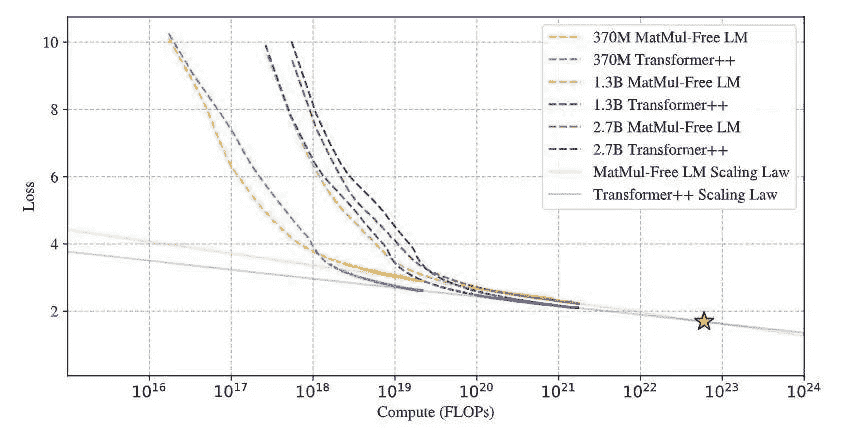 10
8
6
4
2
Loss
10^16
10^17
10^18
10^19
10^20
10^21
10^22
10^23
10^24
Compute (FLOPs)
370M MatMul-Free LM
370M Transformer++
1.3B MatMul-Free LM
1.3B Transformer++
2.7B MatMul-Free LM
2.7B Transformer++
MatMul-Free LM Scaling Law
Transformer++ Scaling Law